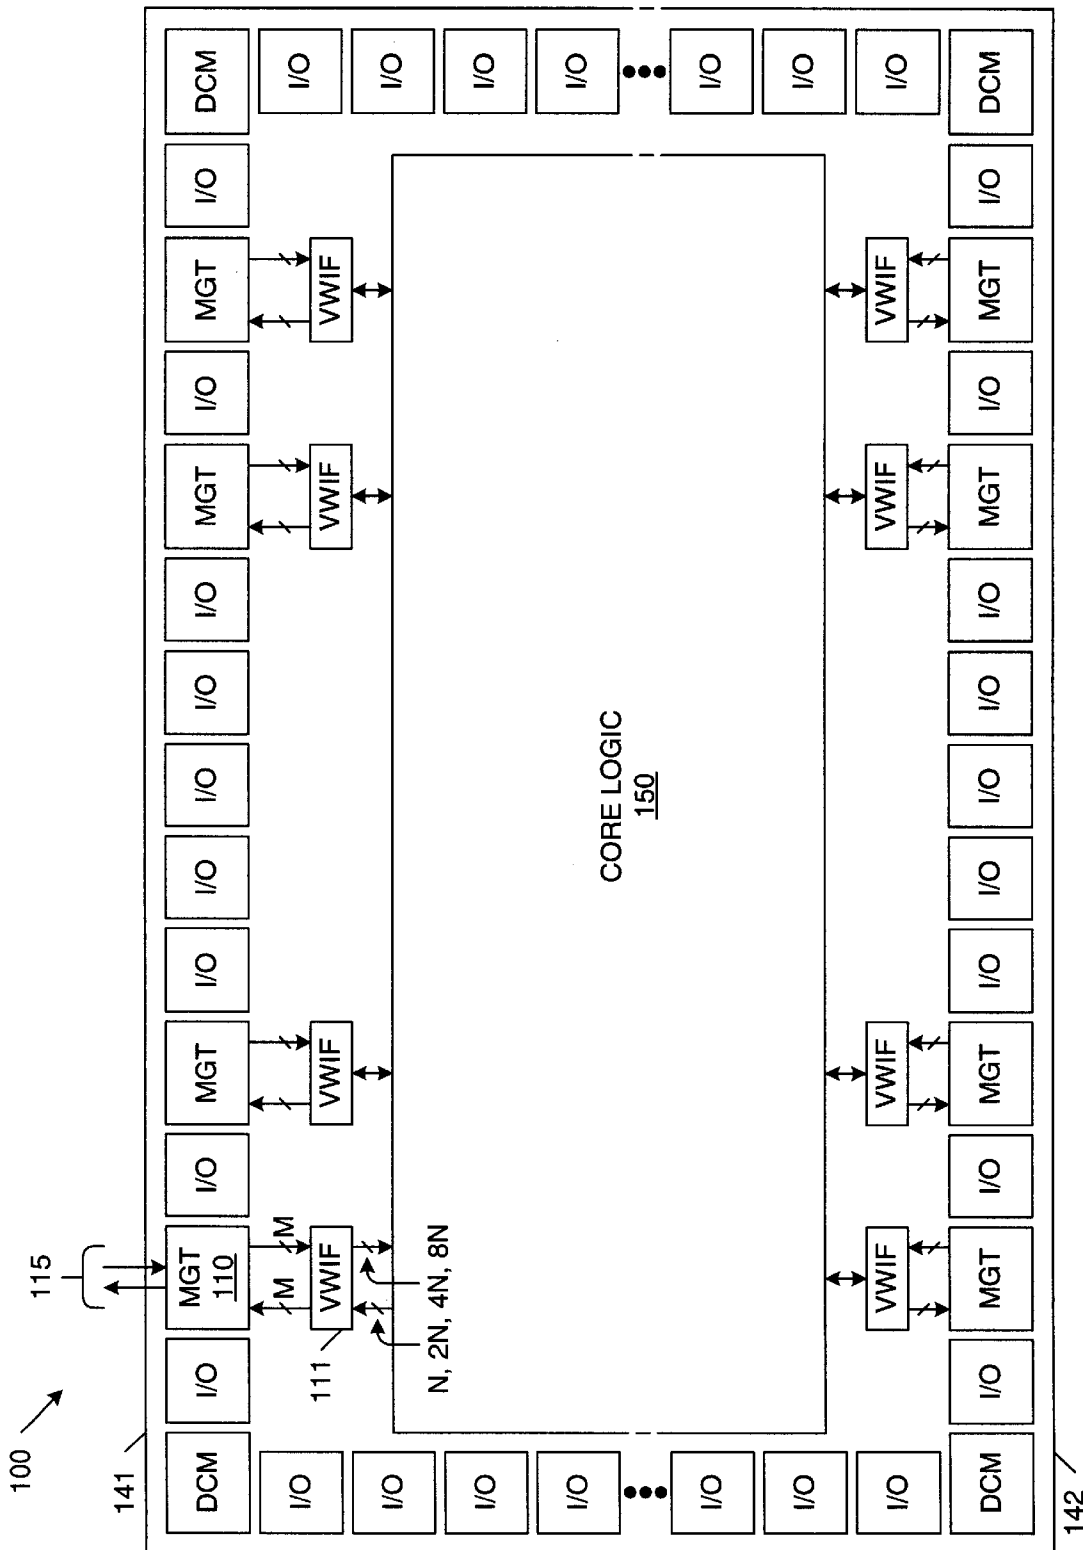 100
115
141
DCM I/O MGT I/O MGT I/O I/O I/O I/O I/O MGT I/O MGT I/O DCM
110
M M
I/O 111 VWIF VWIF VWIF VWIF I/O
I/O I/O
N, 2N, 4N, 8N
I/O I/O
I/O I/O
CORE LOGIC
150
I/O I/O
I/O I/O
I/O VWIF VWIF VWIF VWIF I/O
DCM I/O MGT I/O MGT I/O I/O I/O I/O I/O MGT I/O MGT I/O DCM
142